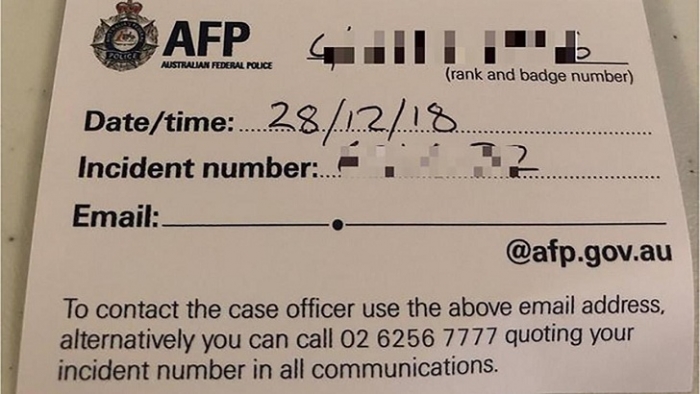 AFP
AUSTRALIAN FEDERAL POLICE
POLICE
(rank and badge number)
Date/time: 28/12/18
Incident number:
Email:
@afp.gov.au
To contact the case officer use the above email address,
alternatively you can call 02 6256 7777 quoting your
incident number in all communications.